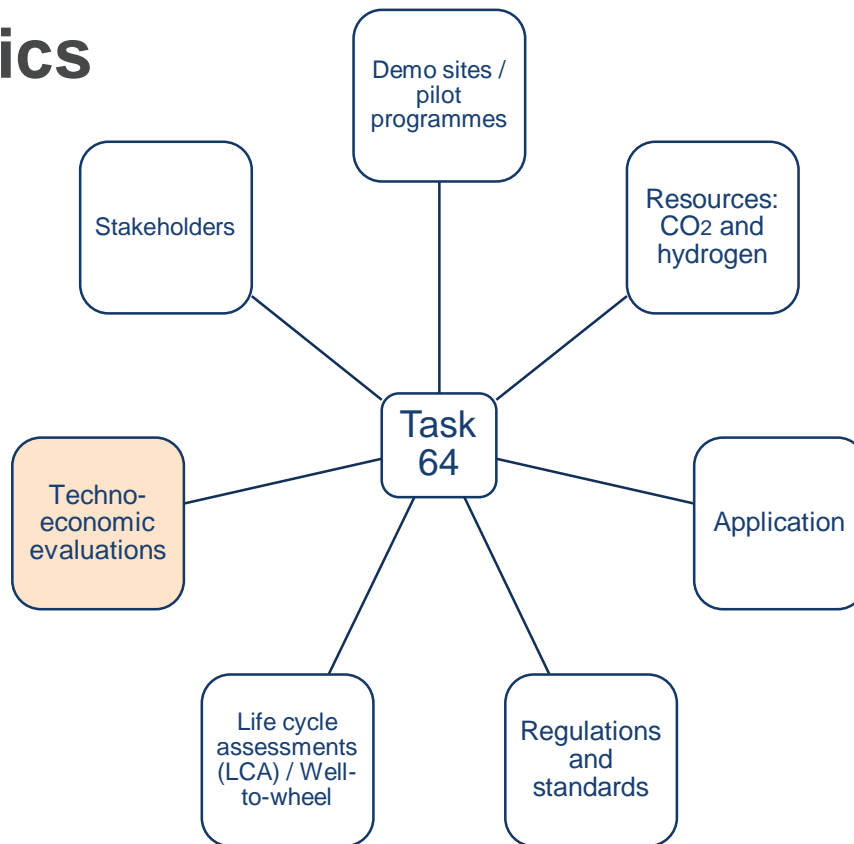 ics
Demo sites /
pilot
programmes
Stakeholders
Resources:
CO2 and
hydrogen
Task
64
Techno-
economic
evaluations
Application
Life cycle
assessments
(LCA) / Well-
to-wheel
Regulations
and
standards